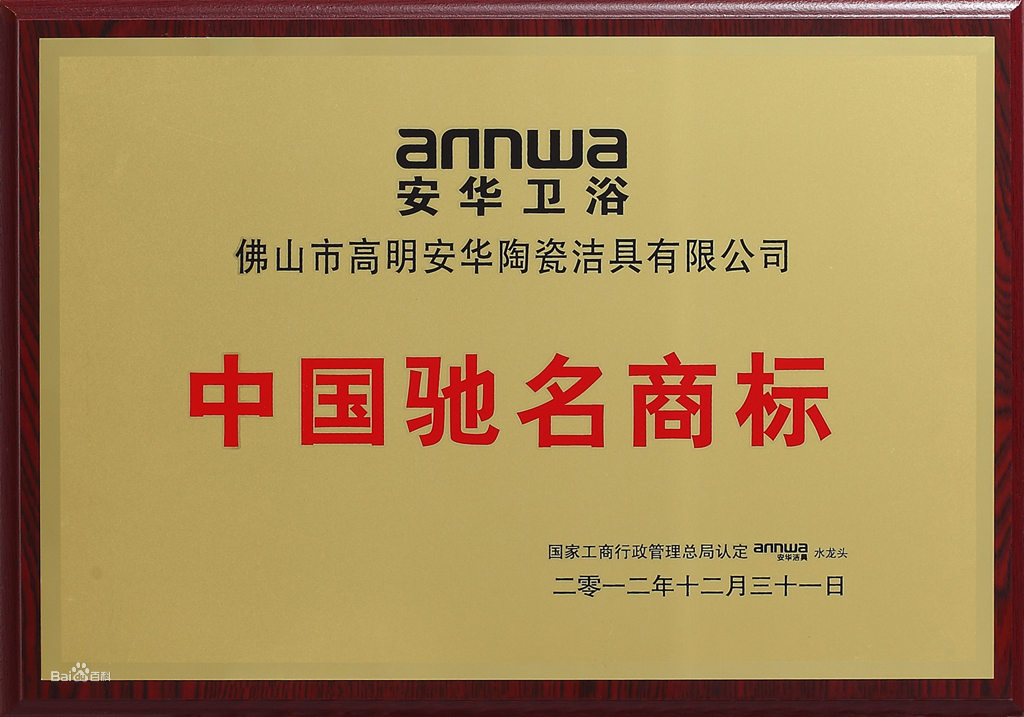 annwa
安华卫浴
佛山市高明安华陶瓷洁具有限公司
中国驰名商标
国家工商行政管理总局认定 annwa 安华洁具 水龙头
二零一二年十二月三十一日
Bai百科